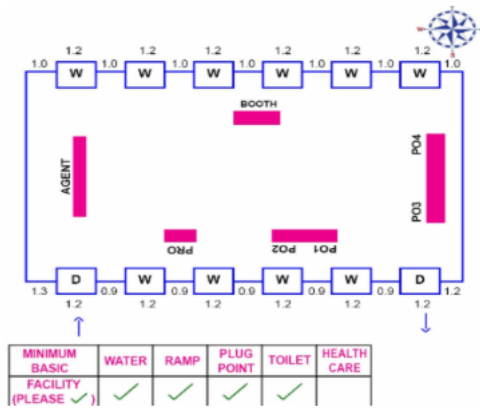 1.2 1.2 1.2 1.2 1.2 1.2
1.0 W 1.0 W 1.0 W 1.0 W 1.0 W 1.0 W 1.0
BOOTH
AGENT
PO4
PO3
PRO
PO2 PO1
D W W W W D
1.3 0.9 0.9 0.9 0.9 0.9 1.2
1.2 1.2 1.2 1.2 1.2 1.2
MINIMUM BASIC FACILITY (PLEASE ✓) WATER RAMP PLUG POINT TOILET HEALTH CARE
✓ ✓ ✓ ✓